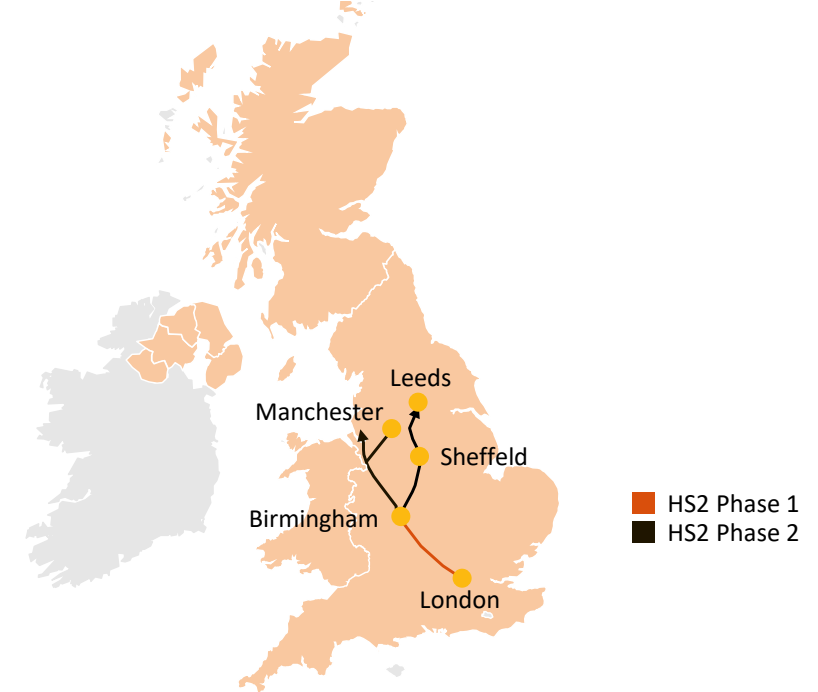 Leeds
Manchester
Sheffeld
Birmingham
London
HS2 Phase 1
HS2 Phase 2